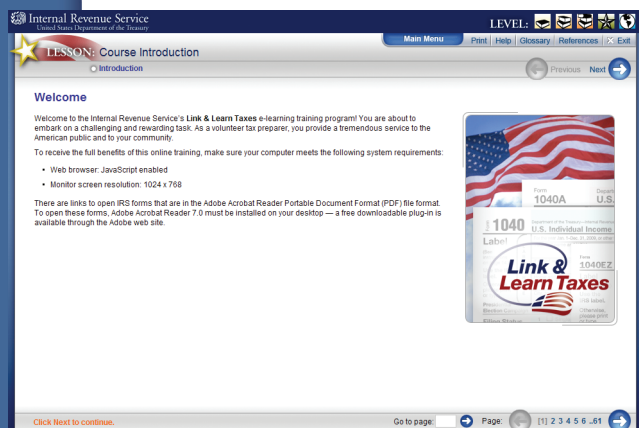 Internal Revenue Service
United States Department of the Treasury
LEVEL:
Main Menu
Print | Help | Glossary | References | Exit
LESSON: Course Introduction
Introduction
Previous Next
Welcome
Welcome to the Internal Revenue Service's Link & Learn Taxes e-learning training program! You are about to
embark on a challenging and rewarding task. As a volunteer tax preparer, you provide a tremendous service to the
American public and to your community.
To receive the full benefits of this online training, make sure your computer meets the following system requirements:
• Web browser: JavaScript enabled
• Monitor screen resolution: 1024 x 768
There are links to open IRS forms that are in the Adobe Acrobat Reader Portable Document Format (PDF) file format.
To open these forms, Adobe Acrobat Reader 7.0 must be installed on your desktop — a free downloadable plug-in is
available through the Adobe web site.
Form
1040A
U.S.
1040
U.S. Individual Income
Label
Form
1040EZ
Link &
Learn Taxes
Filing Status
Click Next to continue.
Go to page:
Page:
[1] 2 3 4 5 6 ..61